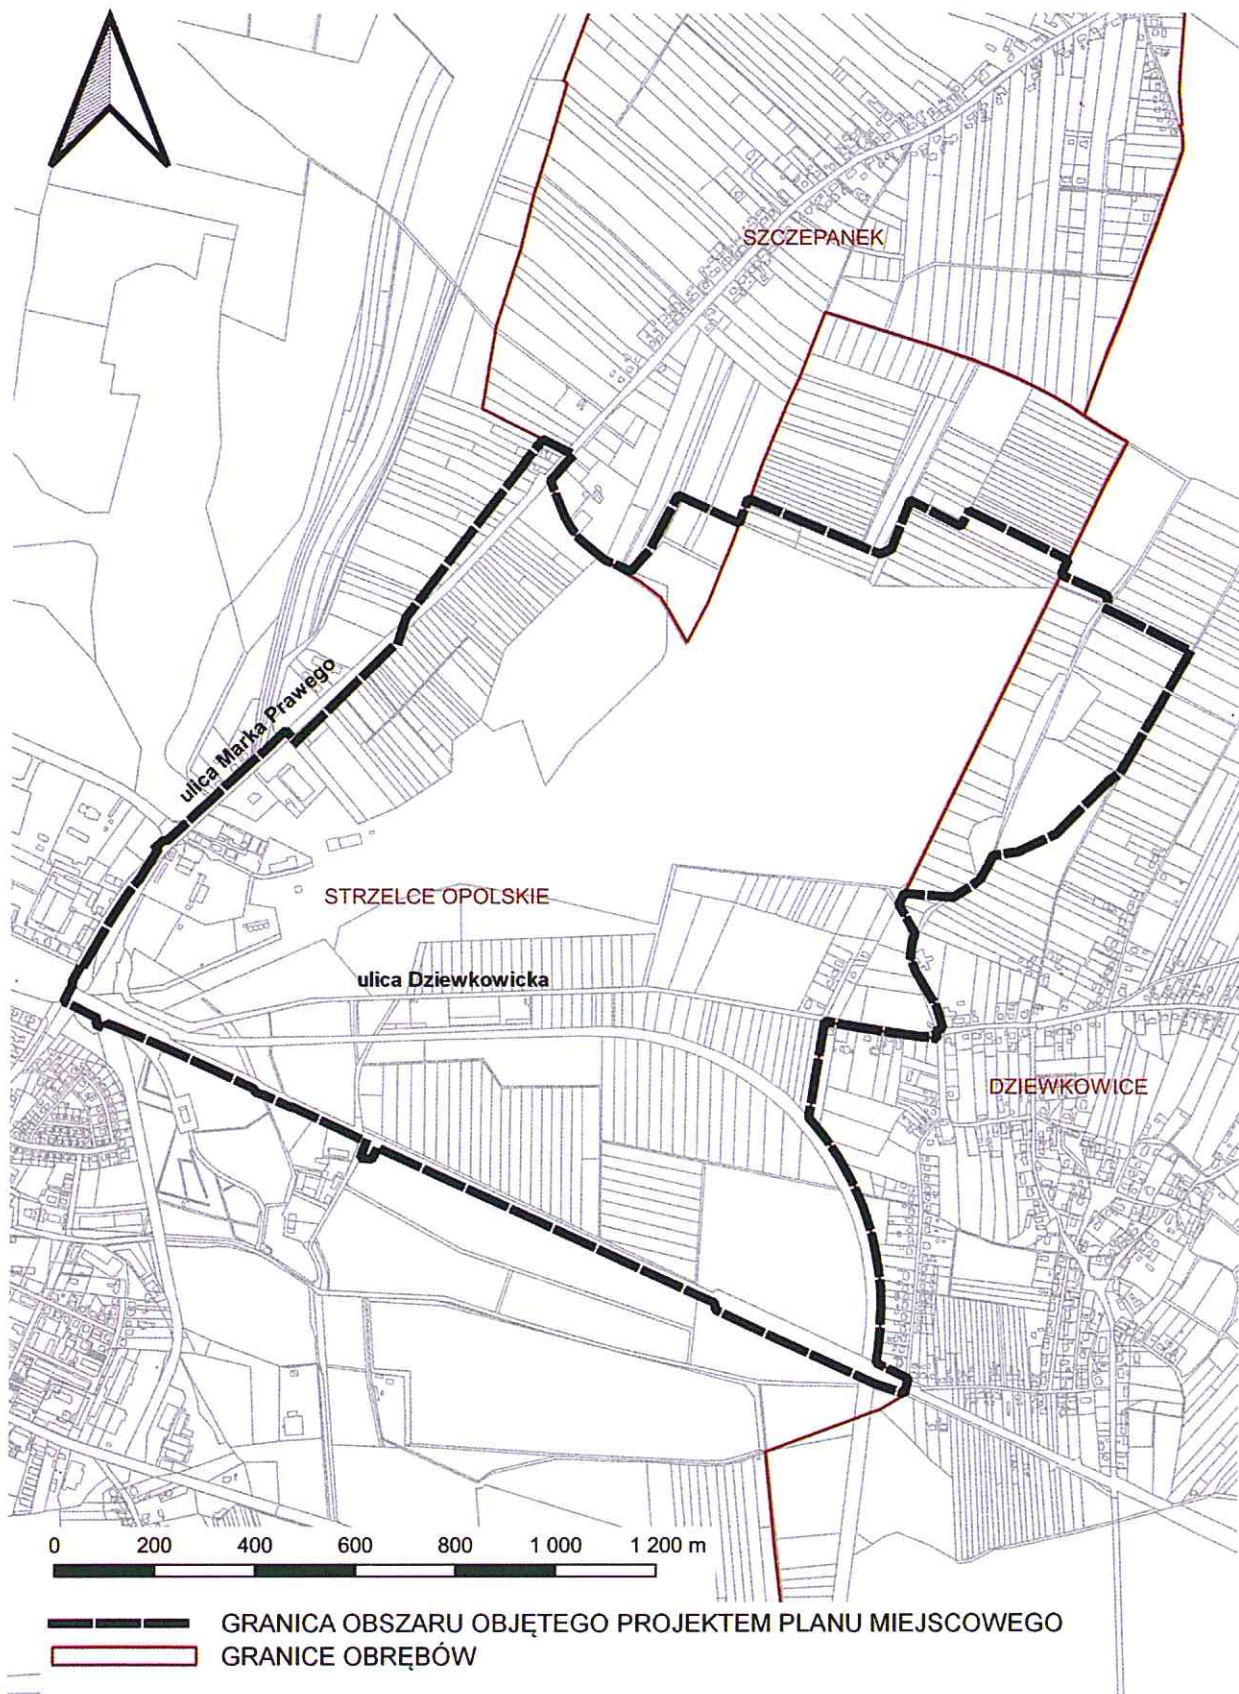 SZCZEPANEK
ulica Marka Prawego
STRZELCE OPOLSKIE
ulica Dziewkowicka
DZIEWKOWICE
0 200 400 600 800 1 000 1 200 m
GRANICA OBSZARU OBJĘTEGO PROJEKTEM PLANU MIEJSCOWEGO
GRANICE OBRĘBÓW